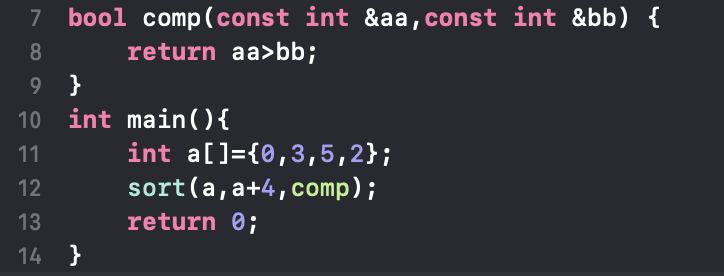 7 bool comp(const int &aa,const int &bb) {
8     return aa>bb;
9 }
10 int main(){
11     int a[]={0,3,5,2};
12     sort(a,a+4,comp);
13     return 0;
14 }